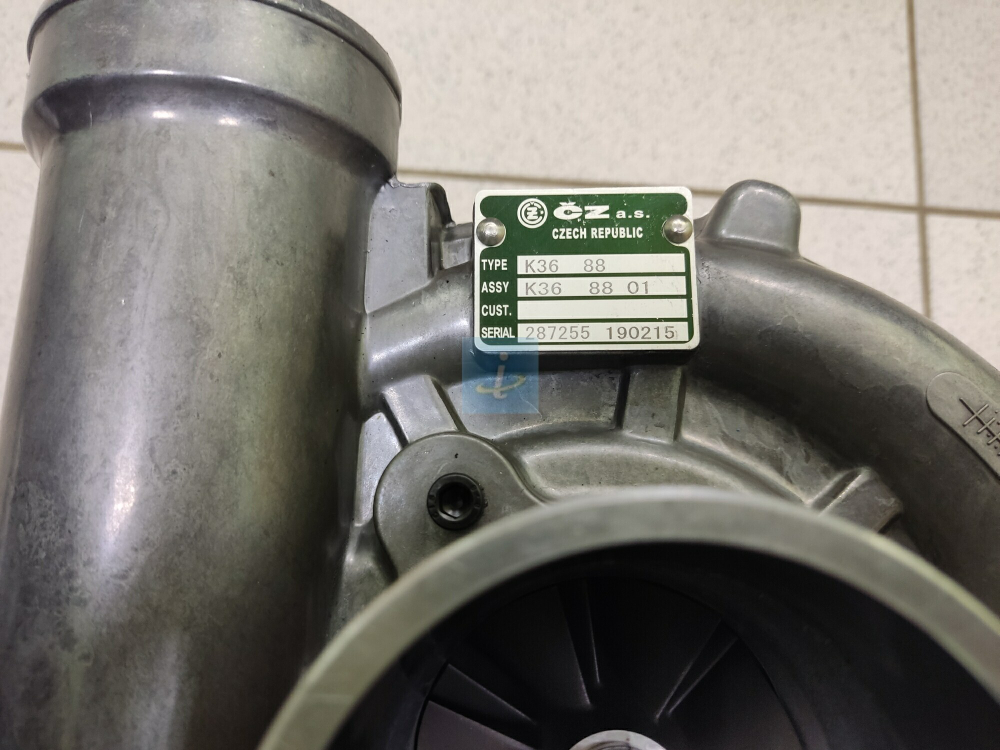 ČZ a.s.
CZECH REPUBLIC
TYPE K36 88
ASSY K36 88 01
CUST.
SERIAL 287255 190215